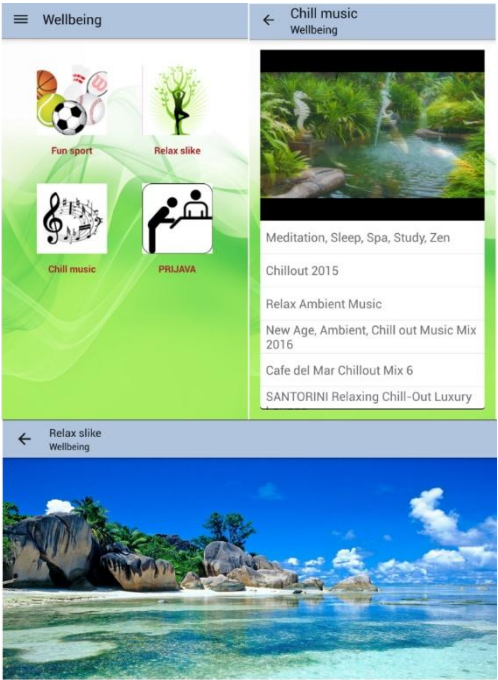 Wellbeing
Fun sport
Relax slike
Chill music
PRIJAVA
Chill music
Wellbeing
Meditation, Sleep, Spa, Study, Zen
Chillout 2015
Relax Ambient Music
New Age, Ambient, Chill out Music Mix
2016
Cafe del Mar Chillout Mix 6
SANTORINI Relaxing Chill-Out Luxury
Relax slike
Wellbeing